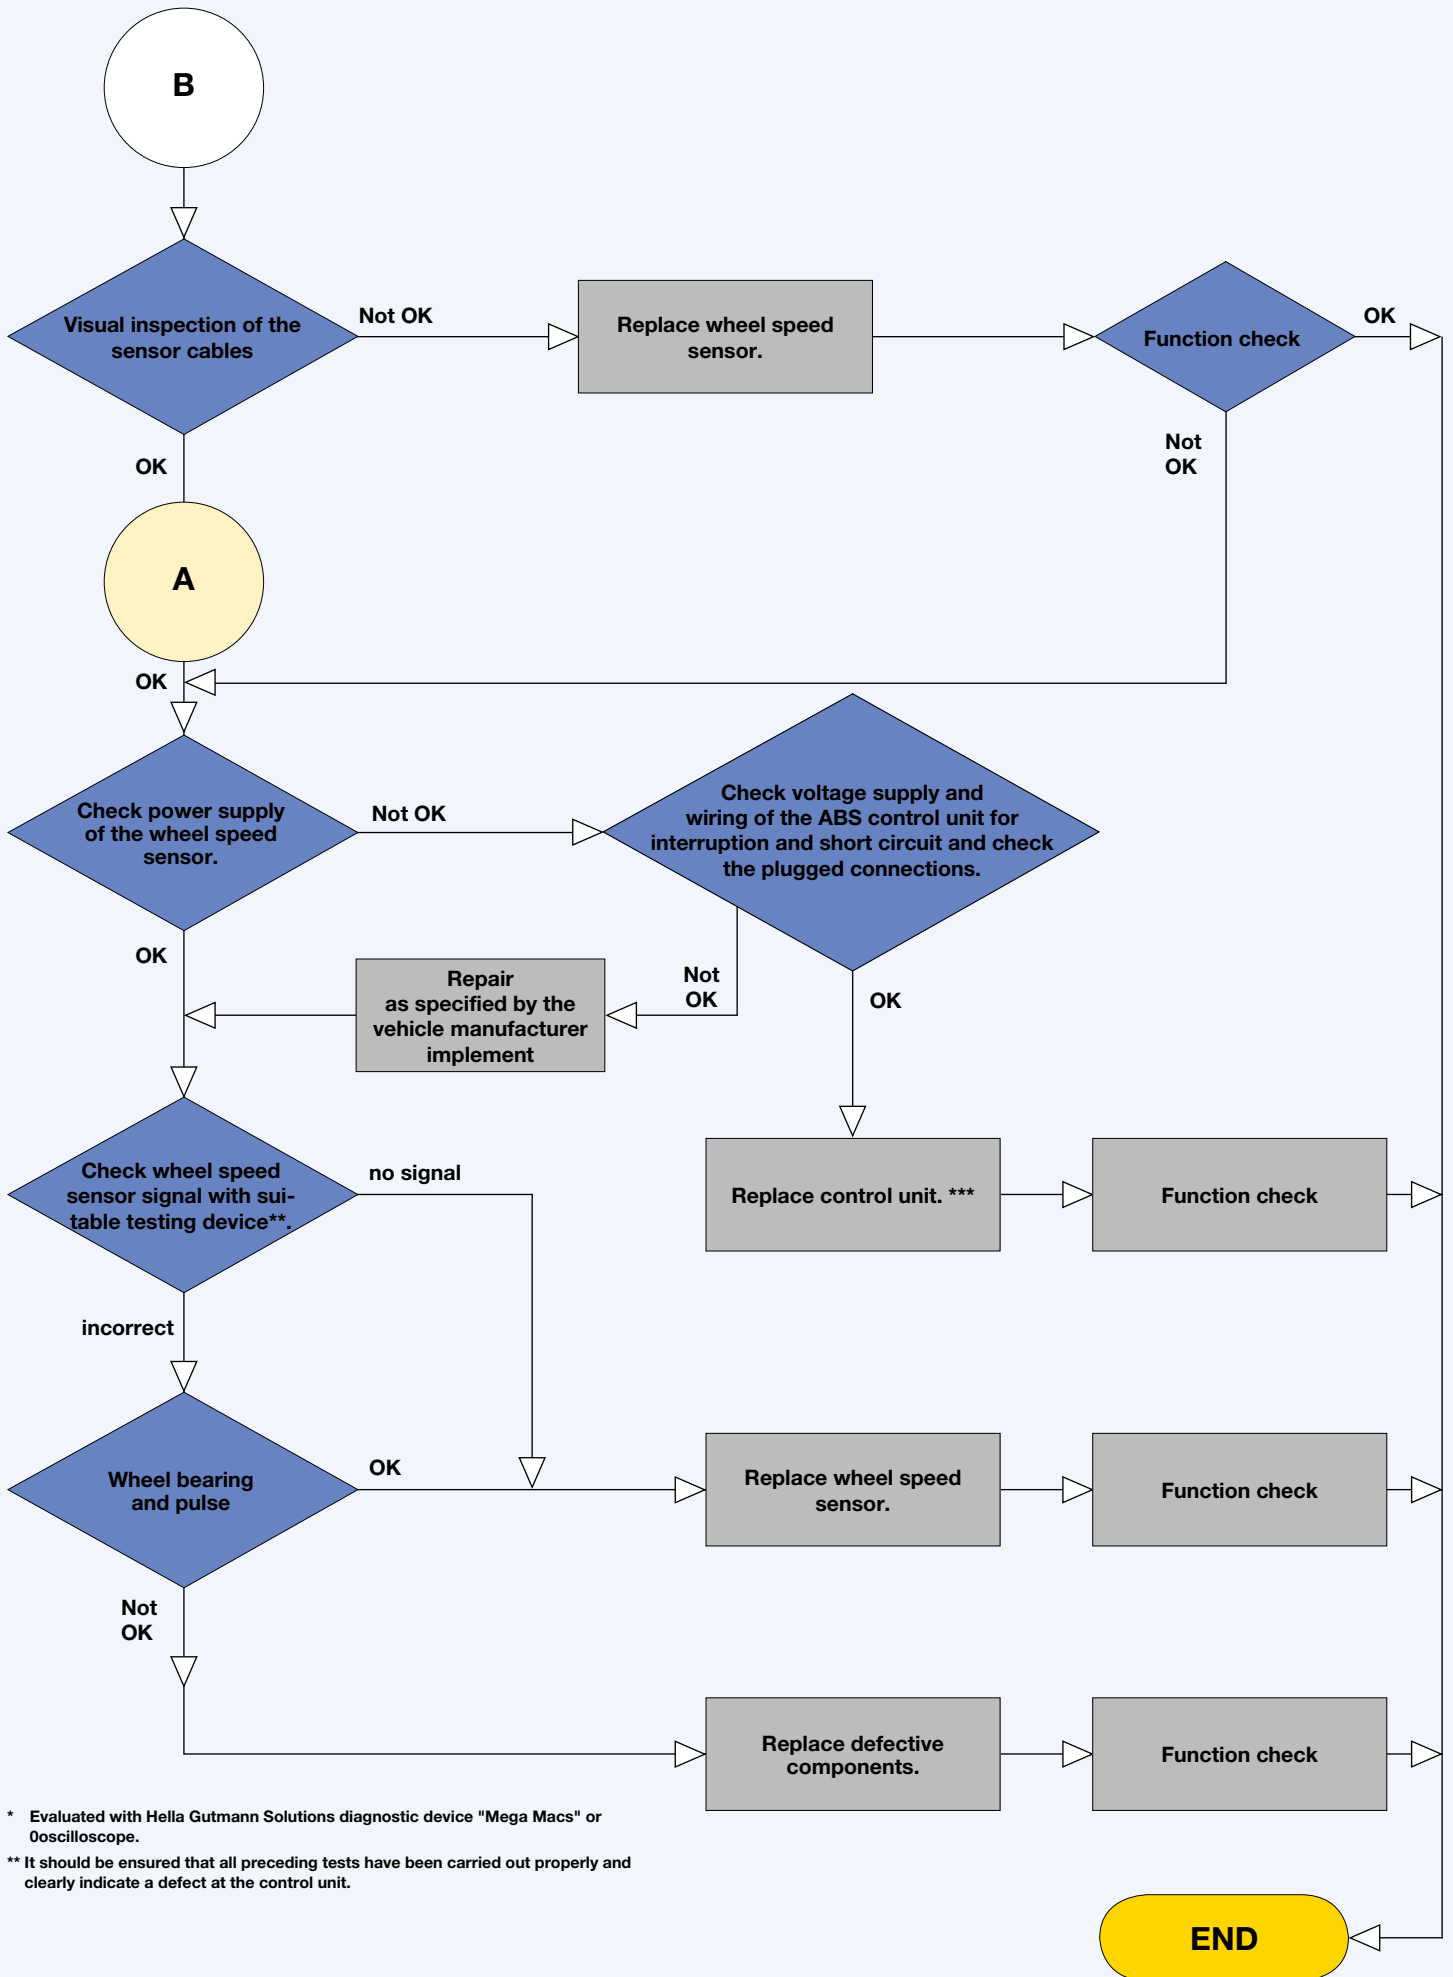 B
Visual inspection of the
sensor cables
Not OK
Replace wheel speed
sensor.
Function check
OK
Not
OK
OK
A
OK
Check power supply
of the wheel speed
sensor.
Not OK
Check voltage supply and
wiring of the ABS control unit for
interruption and short circuit and check
the plugged connections.
OK
Repair
as specified by the
vehicle manufacturer
implement
Not
OK
OK
Check wheel speed
sensor signal with sui-
table testing device**.
no signal
Replace control unit. ***
Function check
incorrect
Wheel bearing
and pulse
OK
Replace wheel speed
sensor.
Function check
Not
OK
Replace defective
components.
Function check
* Evaluated with Hella Gutmann Solutions diagnostic device "Mega Macs" or
0oscilloscope.
** It should be ensured that all preceding tests have been carried out properly and
clearly indicate a defect at the control unit.
END